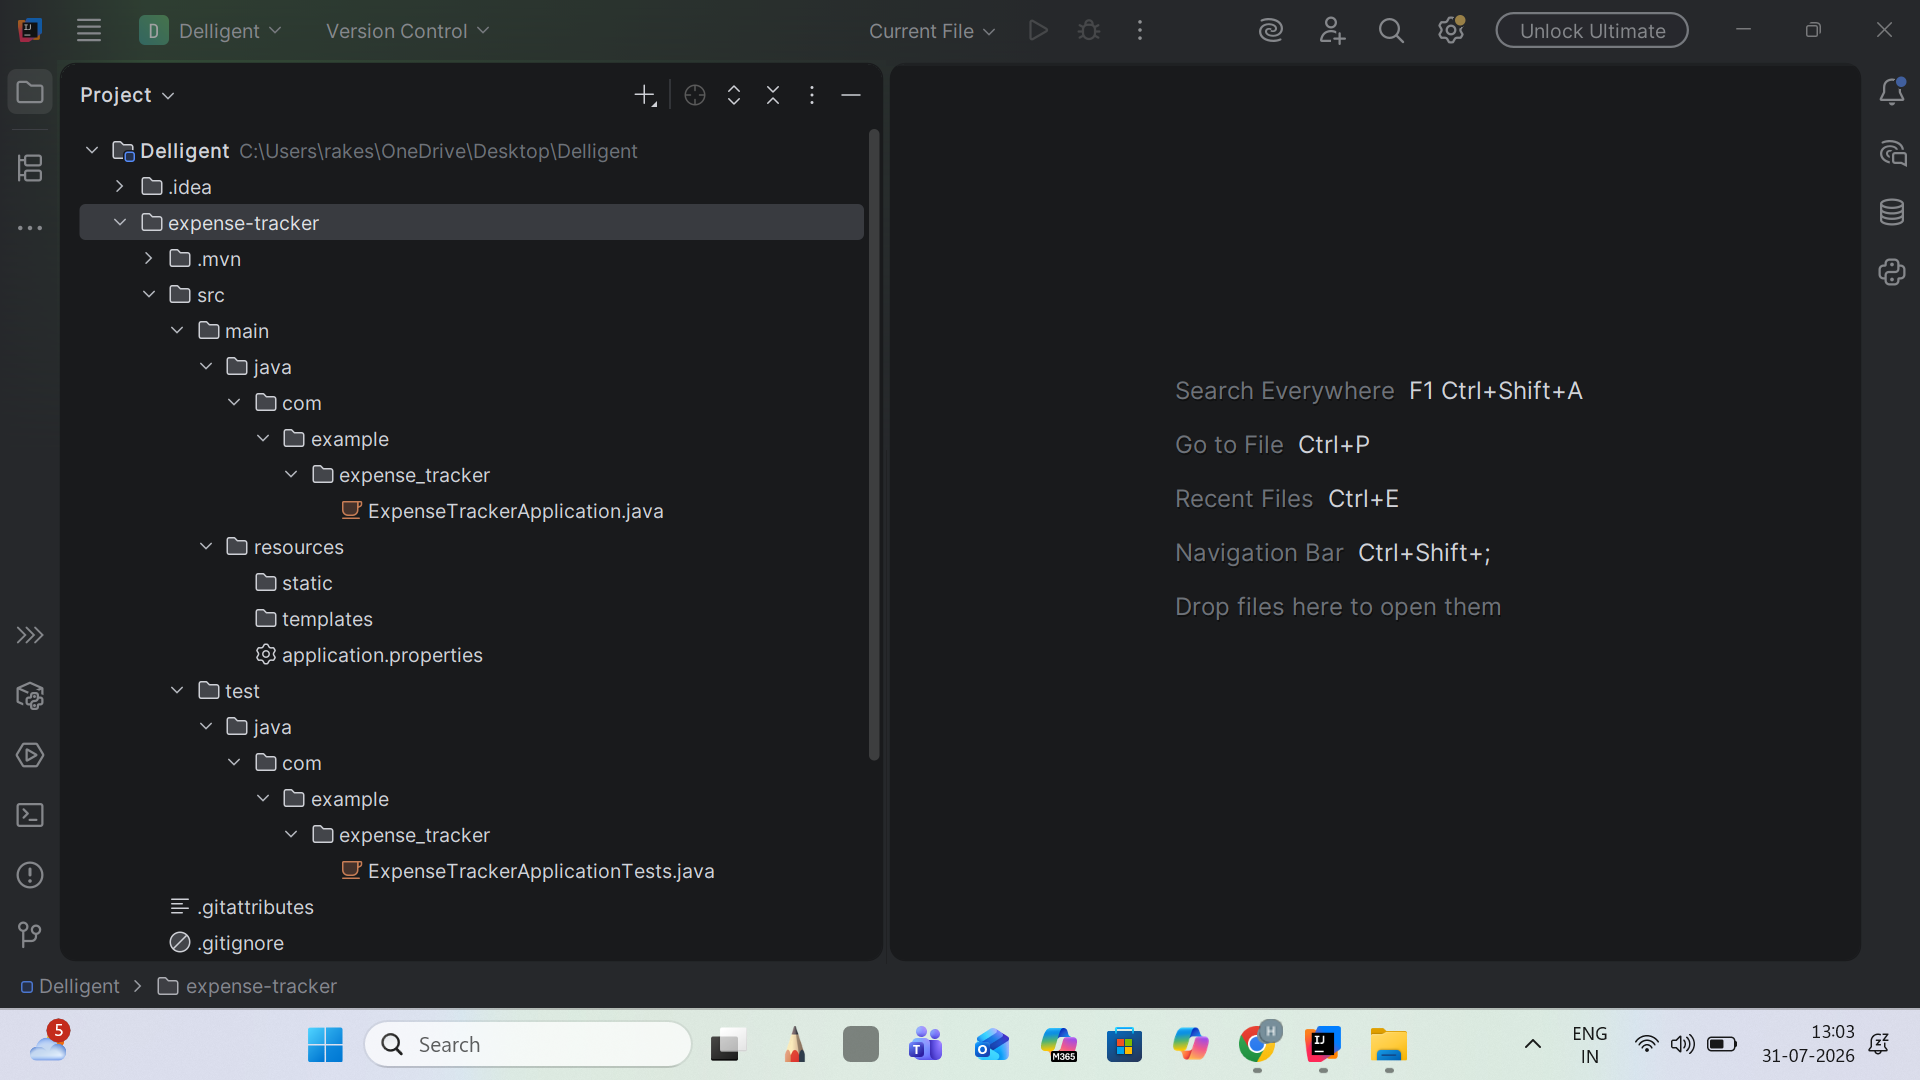 D Delligent Version Control Current File Unlock Ultimate
Project
Delligent C:\Users\rakes\OneDrive\Desktop\Delligent
.idea
expense-tracker
.mvn
src
main
java
com
example
expense_tracker
ExpenseTrackerApplication.java
resources
static
templates
application.properties
test
java
com
example
expense_tracker
ExpenseTrackerApplicationTests.java
.gitattributes
.gitignore
Search Everywhere F1 Ctrl+Shift+A
Go to File Ctrl+P
Recent Files Ctrl+E
Navigation Bar Ctrl+Shift+;
Drop files here to open them
Delligent expense-tracker
5
Search
T
O
M365
H
IJ
ENG
IN
13:03
31-07-2026